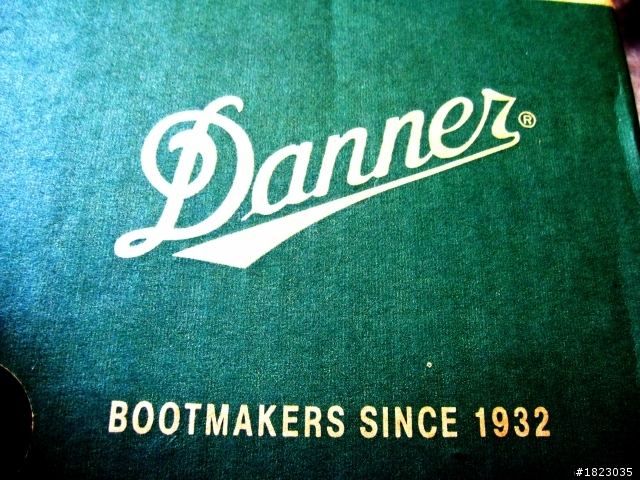 Danner®
BOOTMAKERS SINCE 1932
#1823035